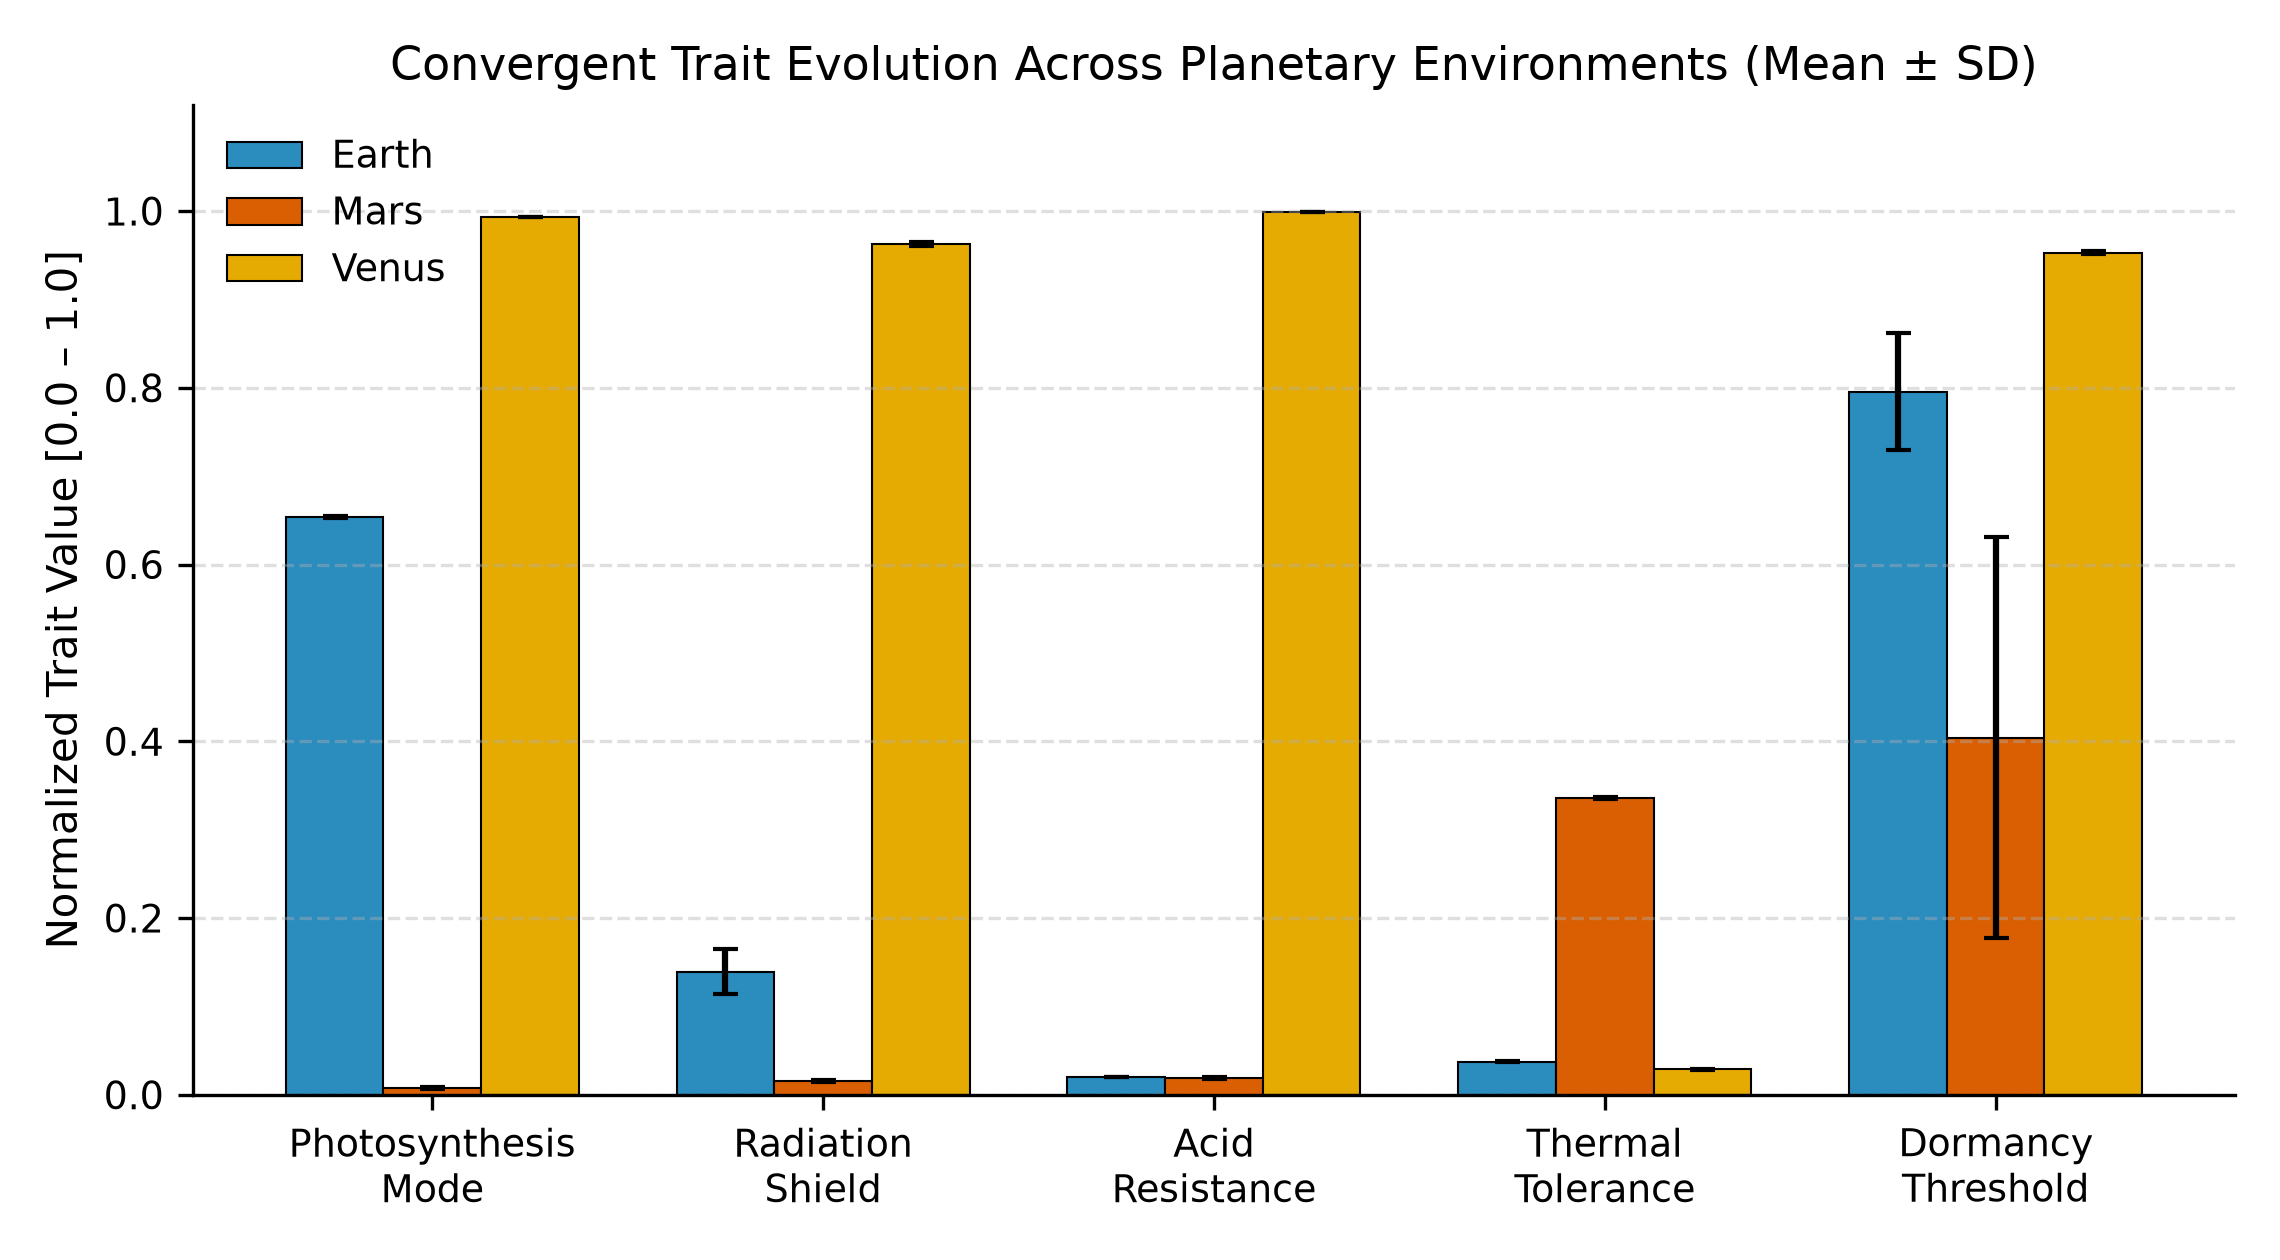 Convergent Trait Evolution Across Planetary Environments (Mean ± SD)
Earth
Mars
Venus
Normalized Trait Value [0.0 – 1.0]
1.0
0.8
0.6
0.4
0.2
0.0
Photosynthesis
Mode
Radiation
Shield
Acid
Resistance
Thermal
Tolerance
Dormancy
Threshold